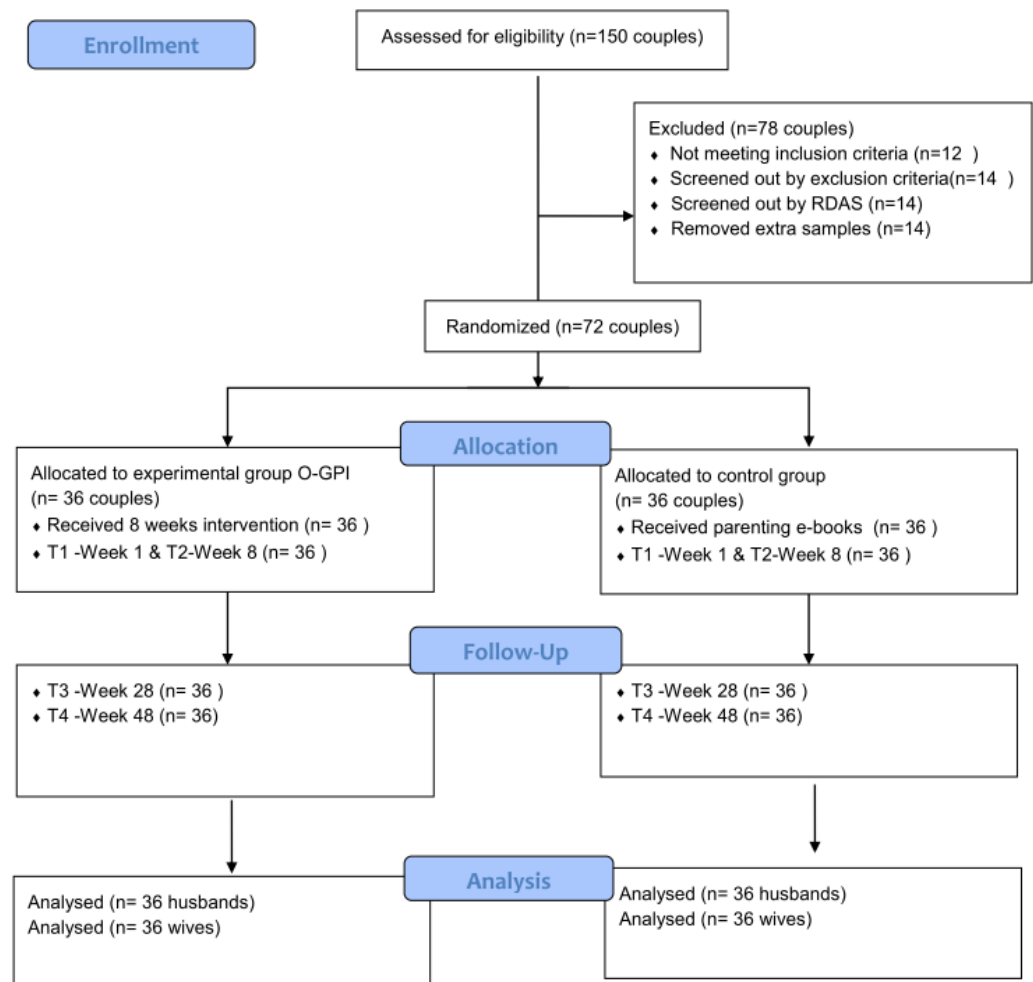 Enrollment
Assessed for eligibility (n=150 couples)
Excluded (n=78 couples)
♦ Not meeting inclusion criteria (n=12 )
♦ Screened out by exclusion criteria(n=14 )
♦ Screened out by RDAS (n=14)
♦ Removed extra samples (n=14)
Randomized (n=72 couples)
Allocation
Allocated to experimental group O-GPI
(n= 36 couples)
♦ Received 8 weeks intervention (n= 36 )
♦ T1 -Week 1 & T2-Week 8 (n= 36 )
Allocated to control group
(n= 36 couples)
♦ Received parenting e-books (n= 36 )
♦ T1 -Week 1 & T2-Week 8 (n= 36 )
Follow-Up
♦ T3 -Week 28 (n= 36 )
♦ T4 -Week 48 (n= 36)
♦ T3 -Week 28 (n= 36 )
♦ T4 -Week 48 (n= 36)
Analysis
Analysed (n= 36 husbands)
Analysed (n= 36 wives)
Analysed (n= 36 husbands)
Analysed (n= 36 wives)